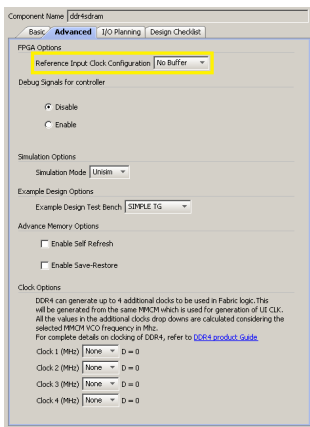 Component Name ddr4sdram
Basic Advanced I/O Planning Design Checklist
FPGA Options
Reference Input Clock Configuration No Buffer
Debug Signals for controller
Disable
Enable
Simulation Options
Simulation Mode Unisim
Example Design Options
Example Design Test Bench SIMPLE TG
Advance Memory Options
Enable Self Refresh
Enable Save-Restore
Clock Options
DDR4 can generate up to 4 additional clocks to be used in Fabric logic.This
will be generated from the same MMCM which is used for generation of UI CLK.
All the values in the additional clocks drop downs are calculated considering the
selected MMCM VCO frequency in Mhz.
For complete details on clocking of DDR4, refer to DDR4 product Guide
Clock 1 (MHz) None D = 0
Clock 2 (MHz) None D = 0
Clock 3 (MHz) None D = 0
Clock 4 (MHz) None D = 0